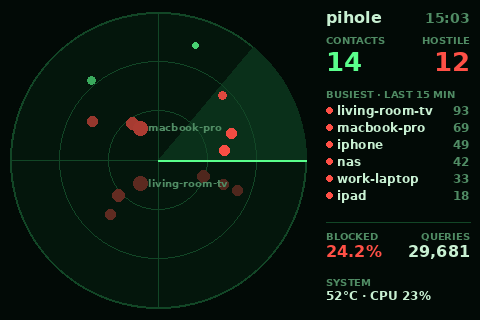 pihole 15:03
CONTACTS HOSTILE
14 12
BUSIEST · LAST 15 MIN
living-room-tv 93
macbook-pro 69
iphone 49
nas 42
work-laptop 33
ipad 18
BLOCKED QUERIES
24.2% 29,681
SYSTEM
52°C · CPU 23%
macbook-pro
living-room-tv